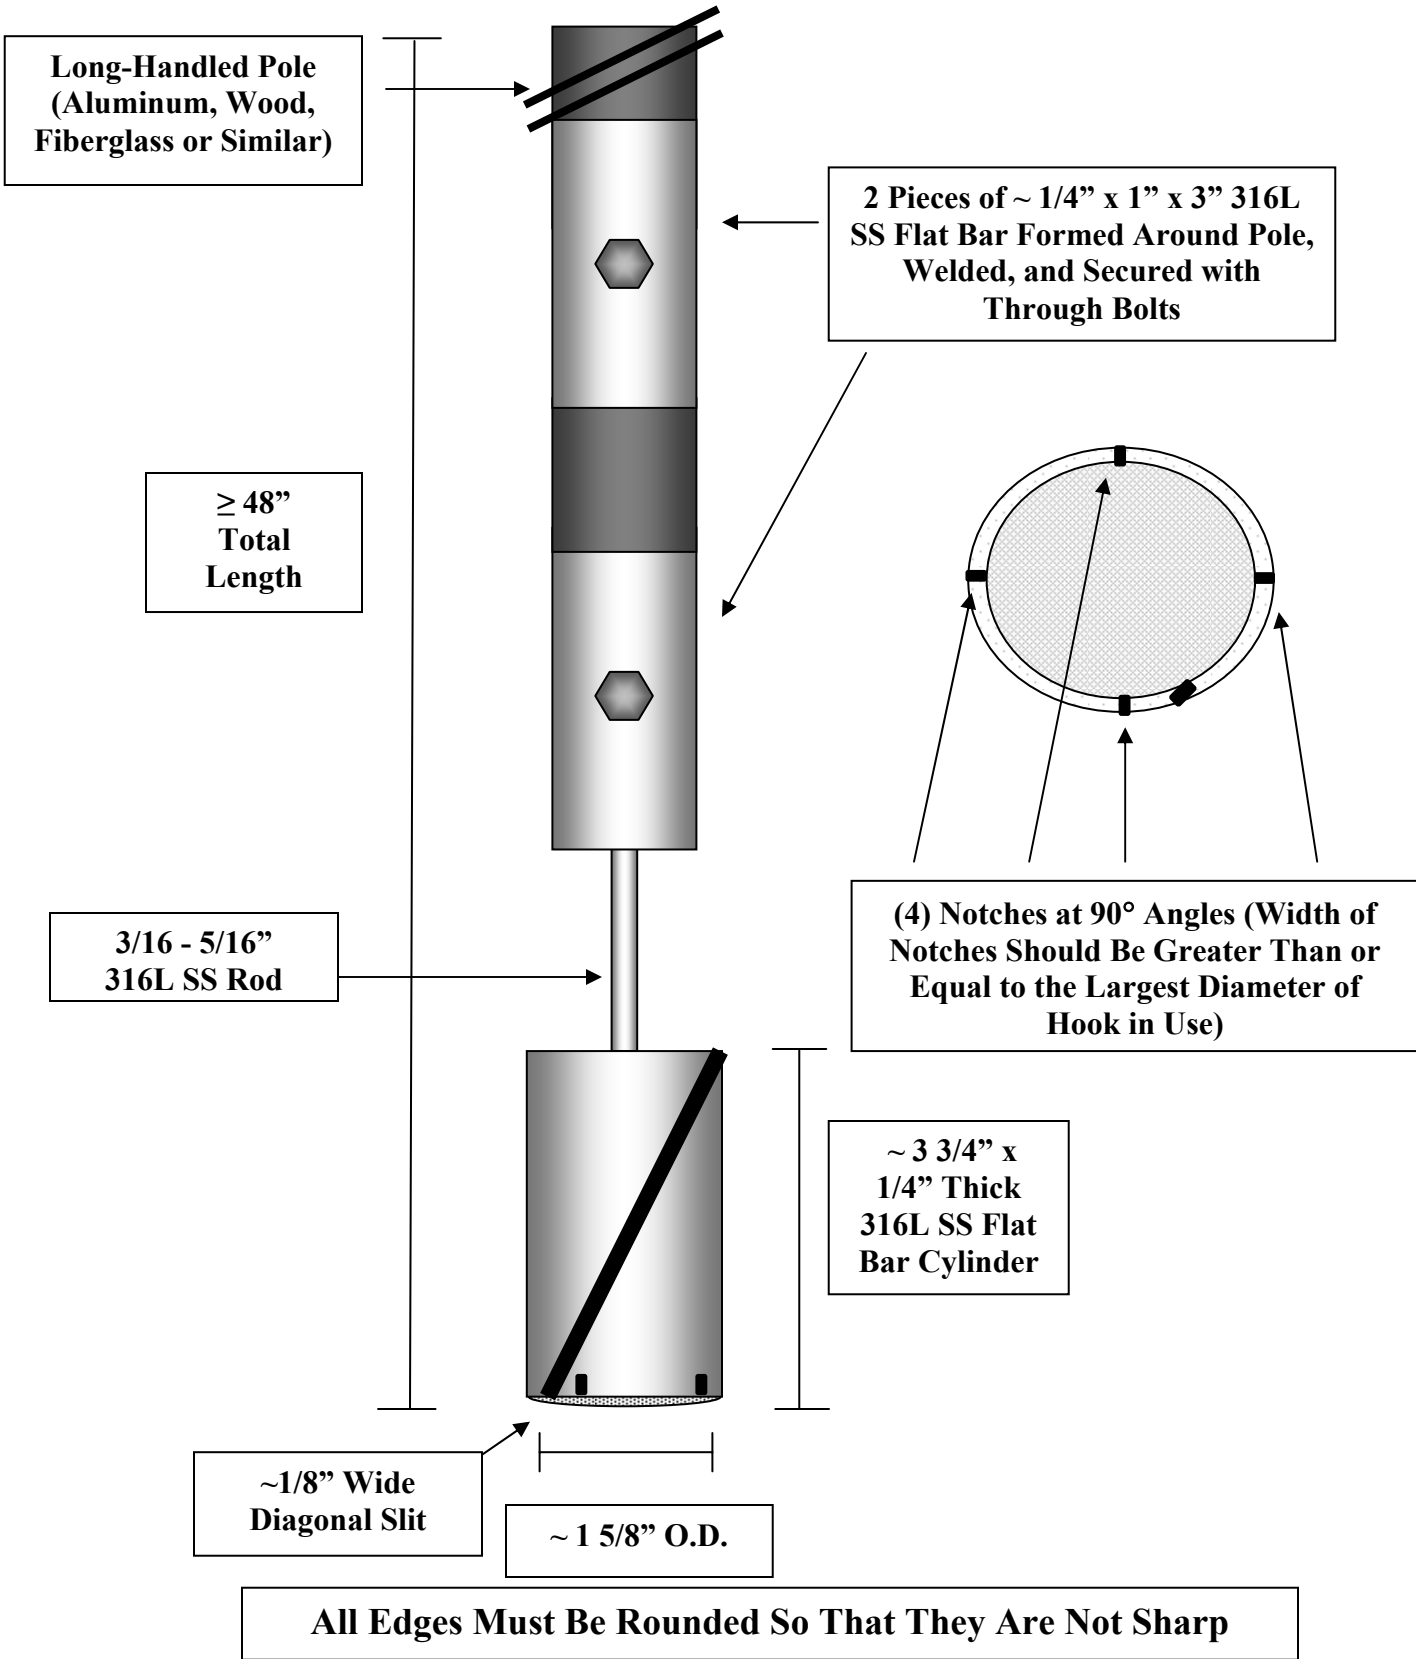 Long-Handled Pole
(Aluminum, Wood,
Fiberglass or Similar)
2 Pieces of ~ 1/4” x 1” x 3” 316L
SS Flat Bar Formed Around Pole,
Welded, and Secured with
Through Bolts
≥ 48”
Total
Length
(4) Notches at 90° Angles (Width of
Notches Should Be Greater Than or
Equal to the Largest Diameter of
Hook in Use)
3/16 - 5/16”
316L SS Rod
~ 3 3/4” x
1/4” Thick
316L SS Flat
Bar Cylinder
~1/8” Wide
Diagonal Slit
~ 1 5/8” O.D.
All Edges Must Be Rounded So That They Are Not Sharp